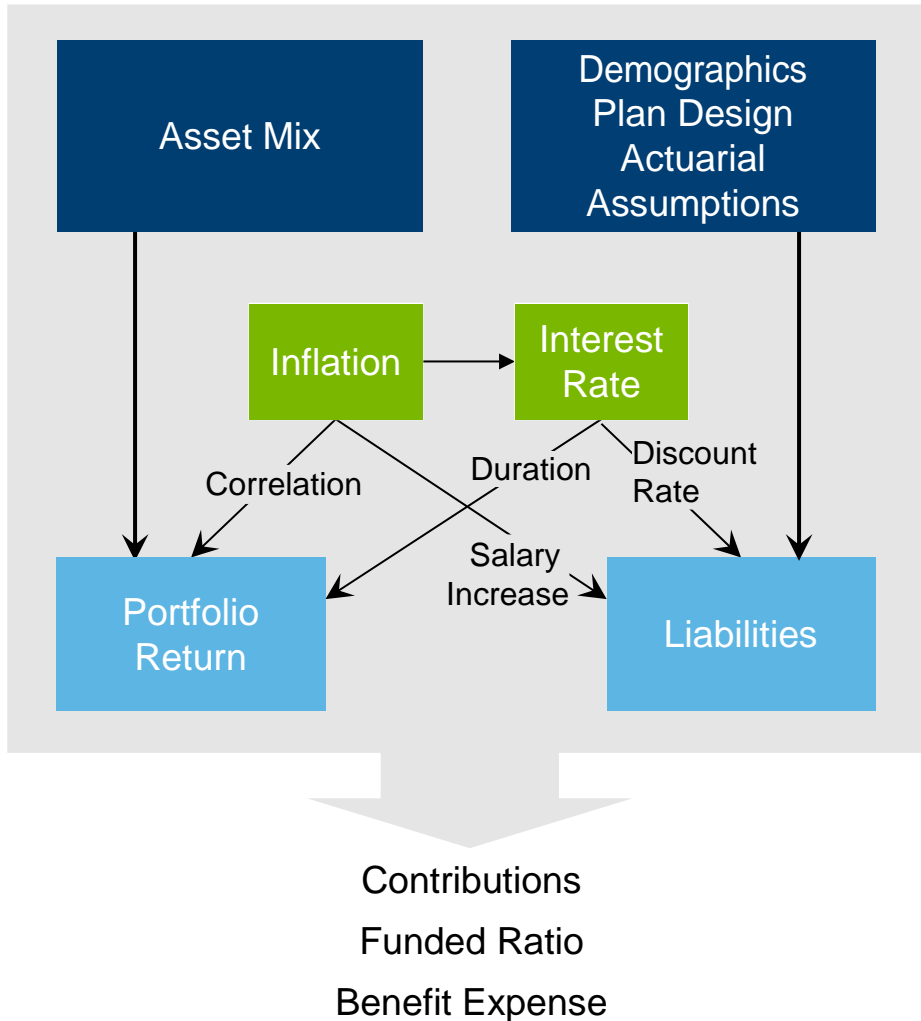 Asset Mix
Demographics
Plan Design
Actuarial
Assumptions
Inflation
Interest
Rate
Correlation
Duration
Discount
Rate
Salary
Increase
Portfolio
Return
Liabilities
Contributions
Funded Ratio
Benefit Expense